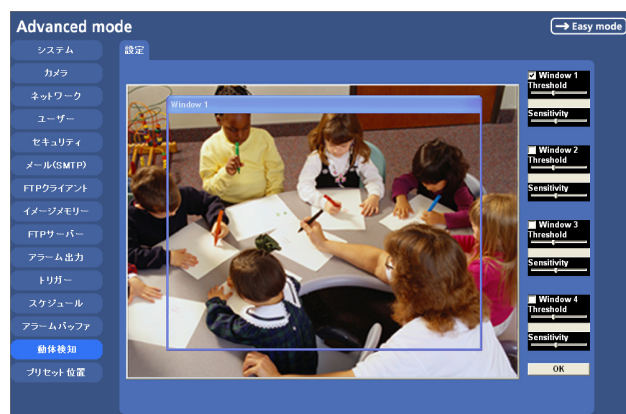 Advanced mode
→ Easy mode
システム
カメラ
ネットワーク
ユーザー
セキュリティ
メール(SMTP)
FTPクライアント
イメージメモリー
FTPサーバー
アラーム出力
トリガー
スケジュール
アラームバッファ
動体検知
プリセット位置
設定
Window 1
Window 1
Threshold
Sensitivity
Window 2
Threshold
Sensitivity
Window 3
Threshold
Sensitivity
Window 4
Threshold
Sensitivity
OK